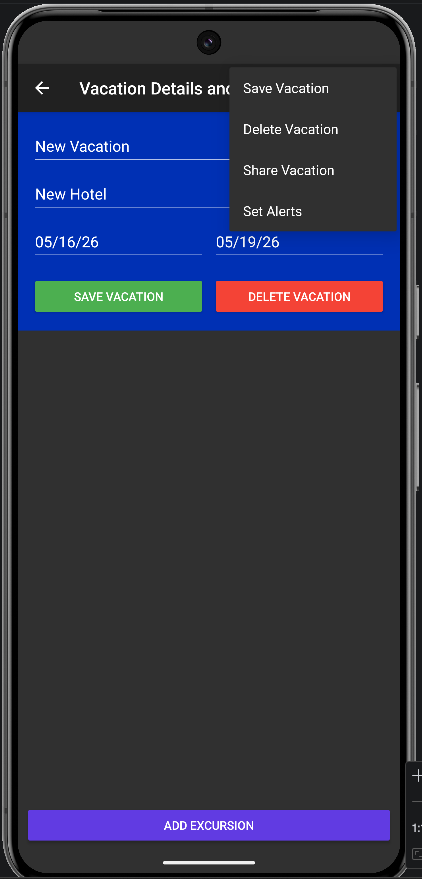 Vacation Details and
Save Vacation
Delete Vacation
Share Vacation
Set Alerts
New Vacation
New Hotel
05/16/26 05/19/26
SAVE VACATION DELETE VACATION
ADD EXCURSION